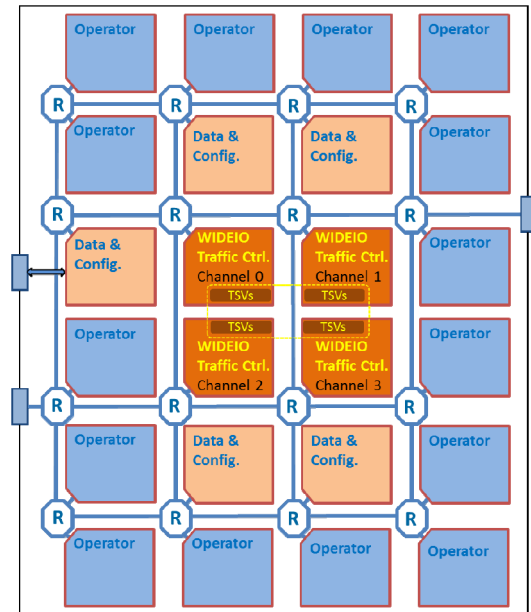 Operator
Operator
Operator
Operator
R
R
R
R
Operator
Data &
Config.
Data &
Config.
Operator
R
R
R
R
Data &
Config.
WIDEIO
Traffic Ctrl.
Channel 0
TSVs
WIDEIO
Traffic Ctrl.
Channel 1
TSVs
Operator
Operator
TSVs
WIDEIO
Traffic Ctrl.
Channel 2
TSVs
WIDEIO
Traffic Ctrl.
Channel 3
Operator
R
R
R
R
Operator
Data &
Config.
Data &
Config.
Operator
R
R
R
R
Operator
Operator
Operator
Operator